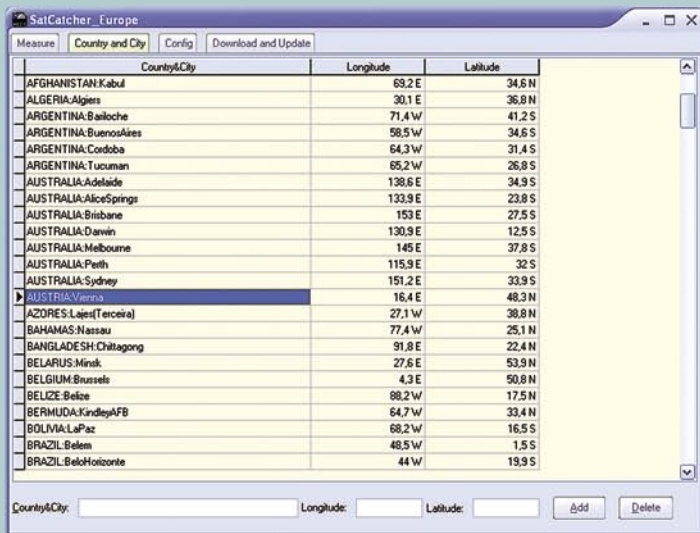 SatCatcher_Europe
Measure Country and City Config Download and Update
Country&City Longitude Latitude
AFGHANISTAN:Kabul 69,2 E 34,6 N
ALGERIA:Algiers 30,1 E 36,8 N
ARGENTINA:Bariloche 71,4 W 41,2 S
ARGENTINA:BuenosAires 58,5 W 34,6 S
ARGENTINA:Cordoba 64,3 W 31,4 S
ARGENTINA:Tucuman 65,2 W 26,8 S
AUSTRALIA:Adelaide 138,6 E 34,9 S
AUSTRALIA:AliceSprings 133,9 E 23,8 S
AUSTRALIA:Brisbane 153 E 27,5 S
AUSTRALIA:Darwin 130,9 E 12,5 S
AUSTRALIA:Melbourne 145 E 37,8 S
AUSTRALIA:Perth 115,9 E 32 S
AUSTRALIA:Sydney 151,2 E 33,9 S
AUSTRIA:Vienna 16,4 E 48,3 N
AZORES:Lajes(Terceira) 27,1 W 38,8 N
BAHAMAS:Nassau 77,4 W 25,1 N
BANGLADESH:Chittagong 91,8 E 22,4 N
BELARUS:Minsk 27,6 E 53,9 N
BELGIUM:Brussels 4,3 E 50,8 N
BELIZE:Belize 88,2 W 17,5 N
BERMUDA:KindleyAFB 64,7 W 33,4 N
BOLIVIA:LaPaz 68,2 W 16,5 S
BRAZIL:Belem 48,5 W 1,5 S
BRAZIL:BeloHorizonte 44 W 19,9 S
Country&City: Longitude: Latitude: Add Delete